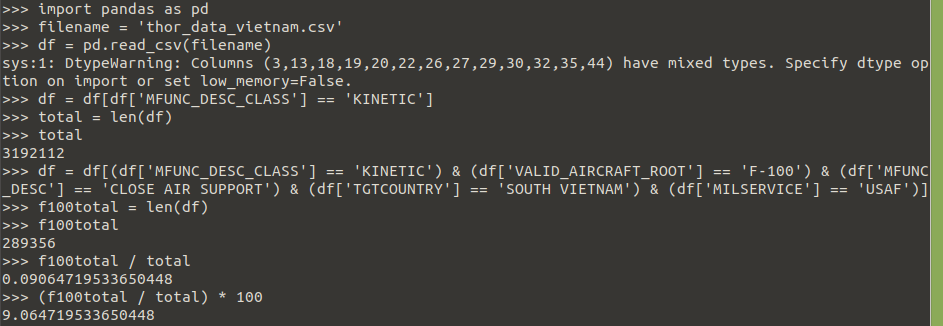 >>> import pandas as pd
>>> filename = 'thor_data_vietnam.csv'
>>> df = pd.read_csv(filename)
sys:1: DtypeWarning: Columns (3,13,18,19,20,22,26,27,29,30,32,35,44) have mixed types. Specify dtype op
tion on import or set low_memory=False.
>>> df = df[df['MFUNC_DESC_CLASS'] == 'KINETIC']
>>> total = len(df)
>>> total
3192112
>>> df = df[(df['MFUNC_DESC_CLASS'] == 'KINETIC') & (df['VALID_AIRCRAFT_ROOT'] == 'F-100') & (df['MFUNC
_DESC'] == 'CLOSE AIR SUPPORT') & (df['TGTCOUNTRY'] == 'SOUTH VIETNAM') & (df['MILSERVICE'] == 'USAF')]
>>> f100total = len(df)
>>> f100total
289356
>>> f100total / total
0.09064719533650448
>>> (f100total / total) * 100
9.064719533650448